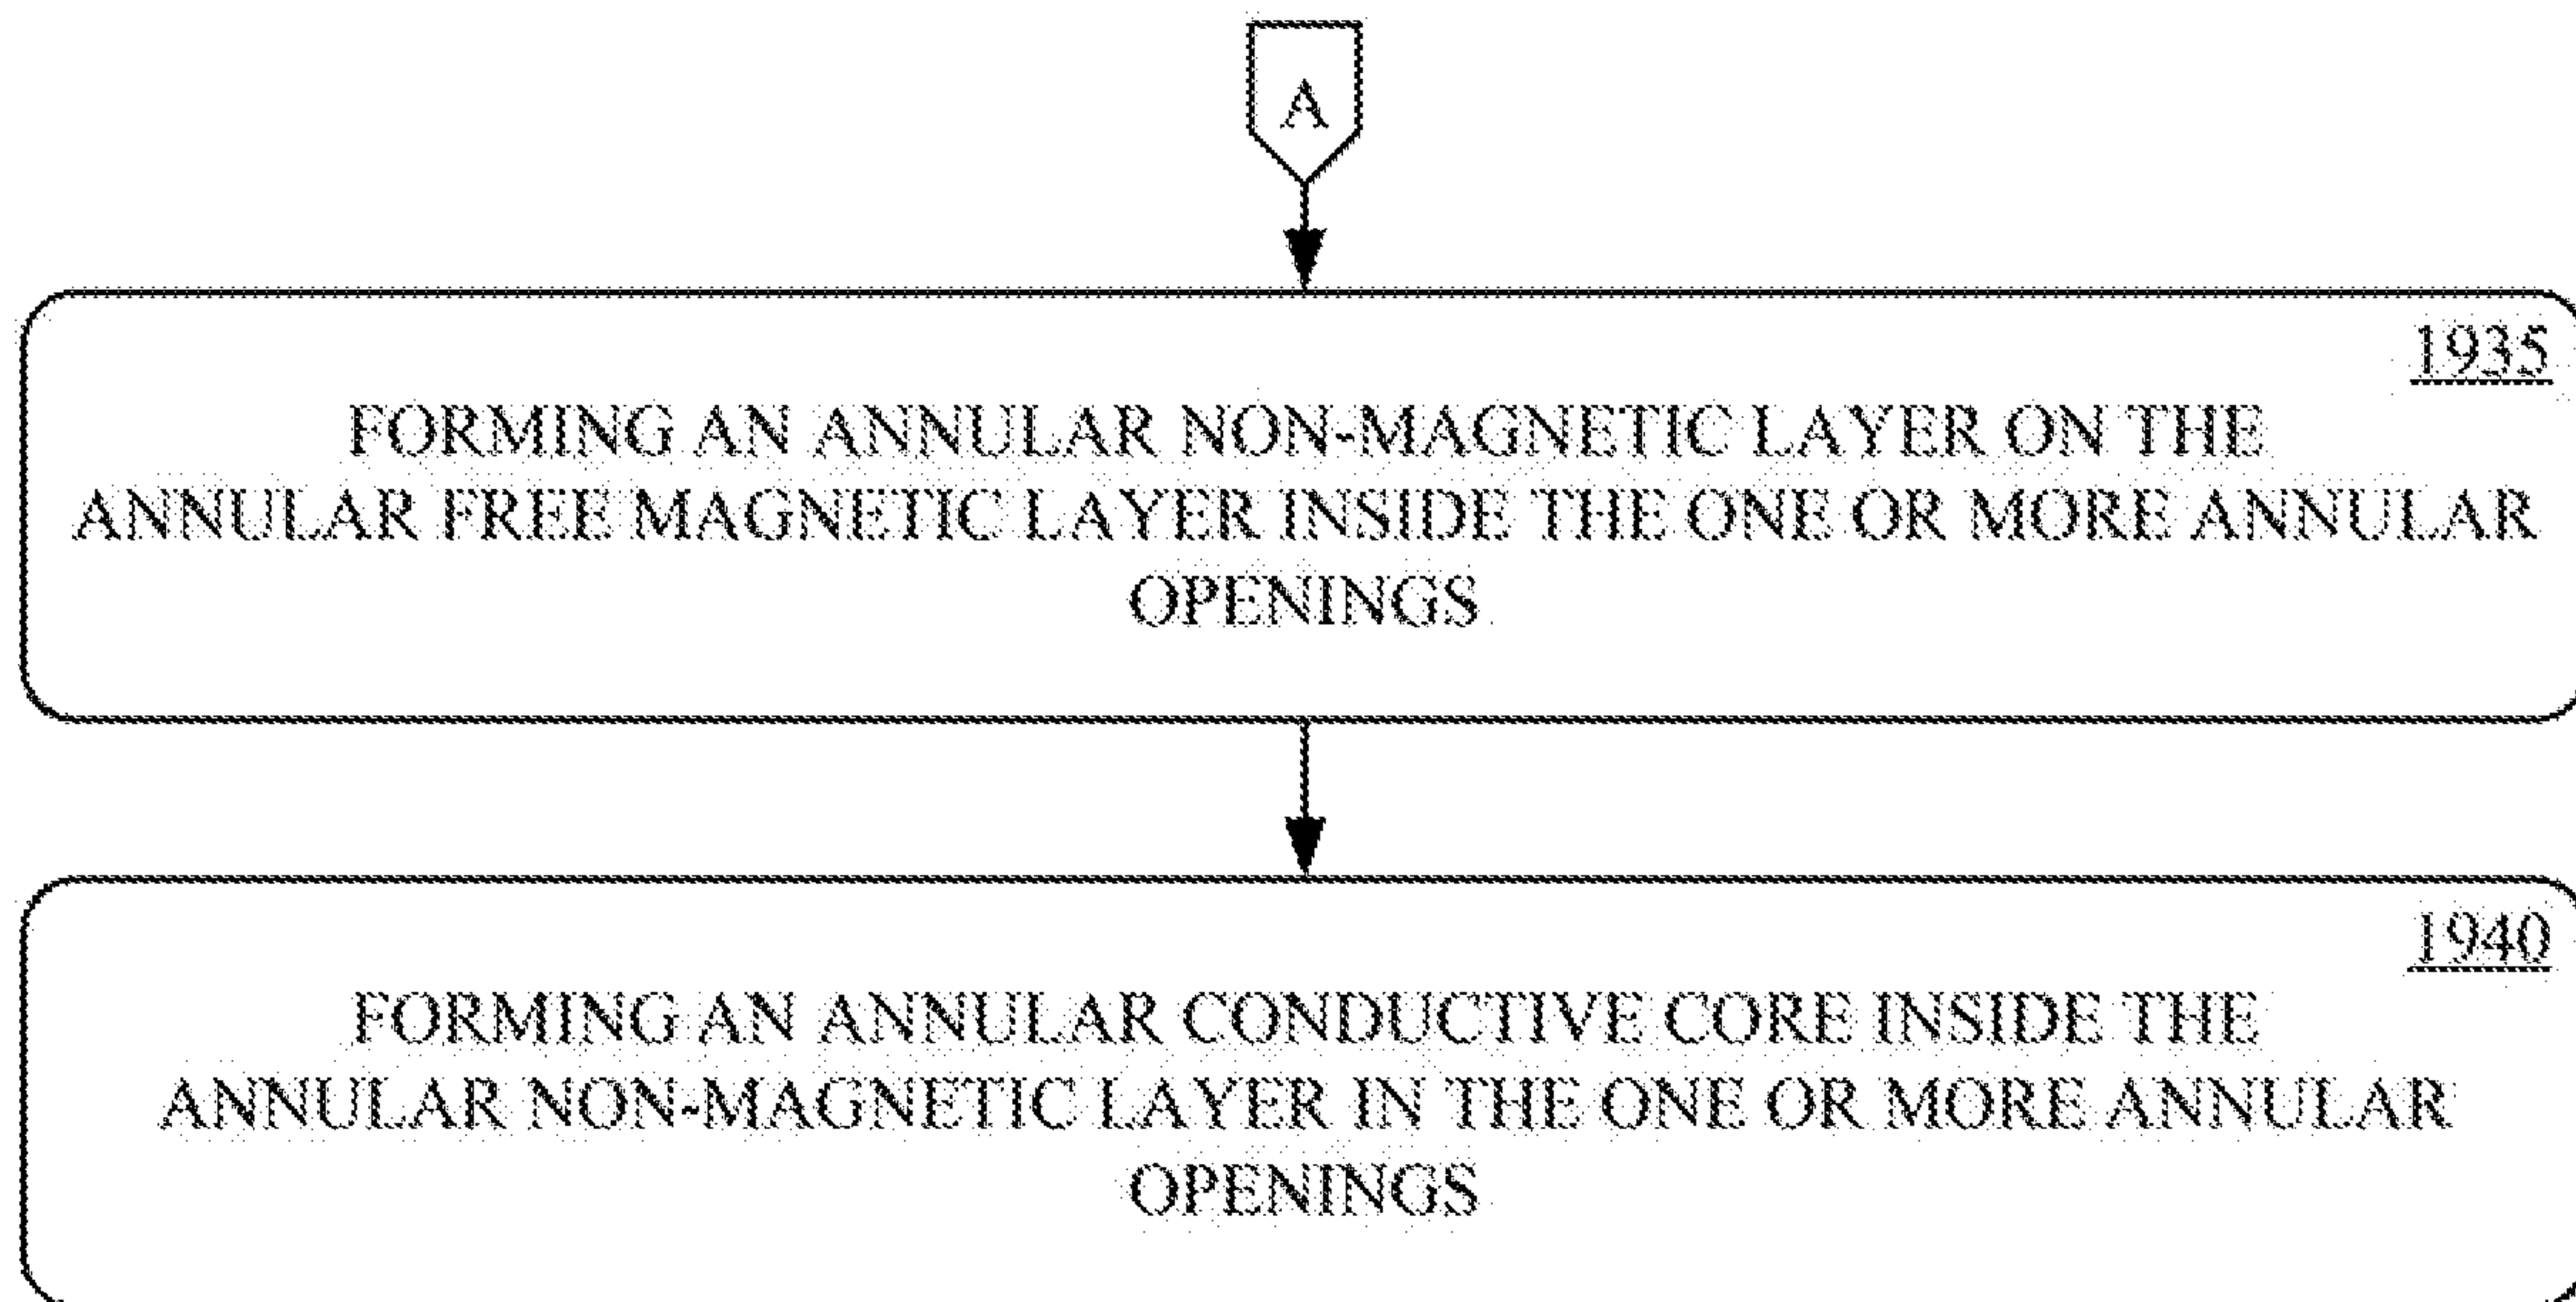 A
1935
FORMING AN ANNULAR NON-MAGNETIC LAYER ON THE
ANNULAR FREE MAGNETIC LAYER INSIDE THE ONE OR MORE ANNULAR
OPENINGS
1940
FORMING AN ANNULAR CONDUCTIVE CORE INSIDE THE
ANNULAR NON-MAGNETIC LAYER IN THE ONE OR MORE ANNULAR
OPENINGS